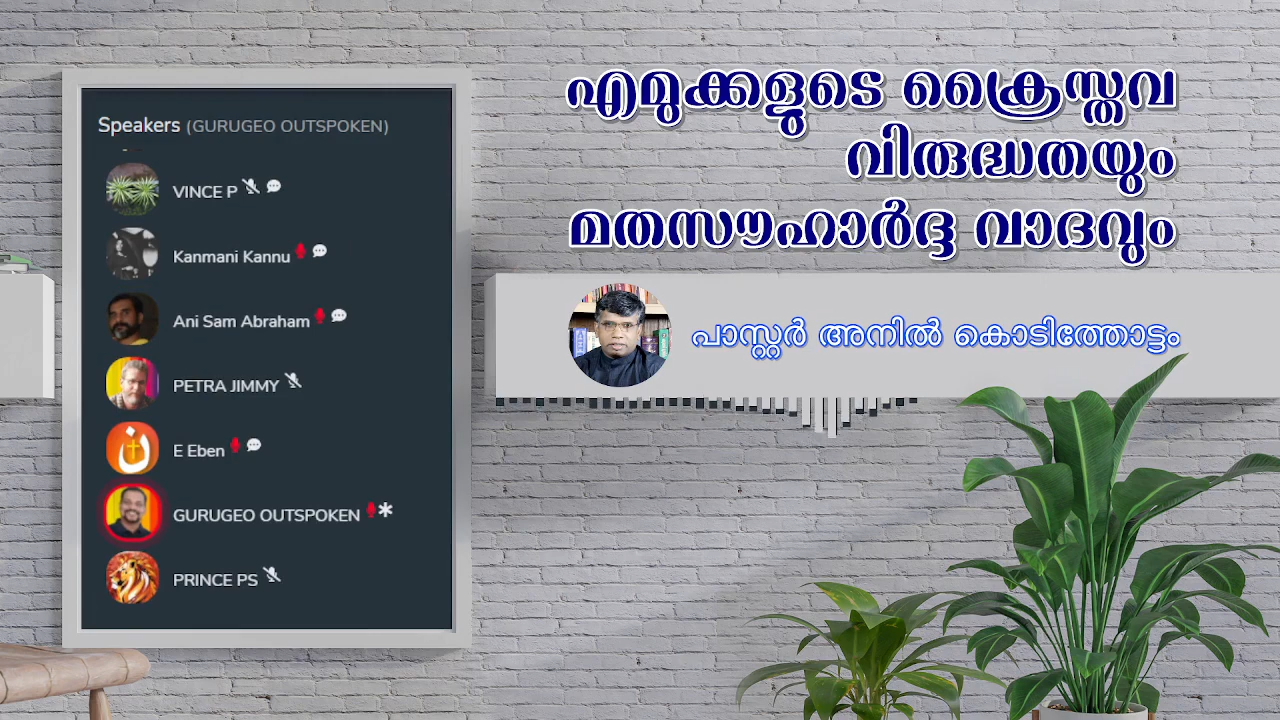 Speakers (GURUGEO OUTSPOKEN)
VINCE P
Kanmani Kannu
Ani Sam Abraham
PETRA JIMMY
E Eben
GURUGEO OUTSPOKEN
PRINCE PS
എമുക്കളുടെ ക്രൈസ്തവ
വിരുദ്ധതയും
മതസൗഹാർദ്ദ വാദവും
പാസ്റ്റർ അനിൽ കൊടിത്തോട്ടം